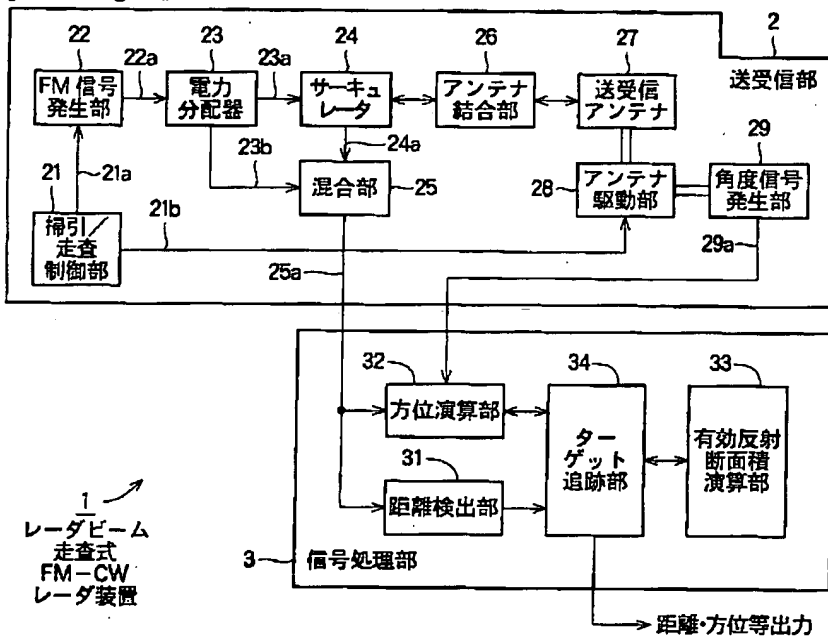 2
送受信部
22
FM信号
発生部
22a
23
電力
分配器
23a
24
サーキュ
レータ
26
アンテナ
結合部
27
送受信
アンテナ
21
掃引/
走査
制御部
21a
23b
24a
混合部
25
28
アンテナ
駆動部
29
角度信号
発生部
21b
25a
29a
32
方位演算部
34
ター
ゲット
追跡部
33
有効反射
断面積
演算部
31
距離検出部
3
信号処理部
1
レーダビーム
走査式
FM-CW
レーダ装置
距離・方位等出力